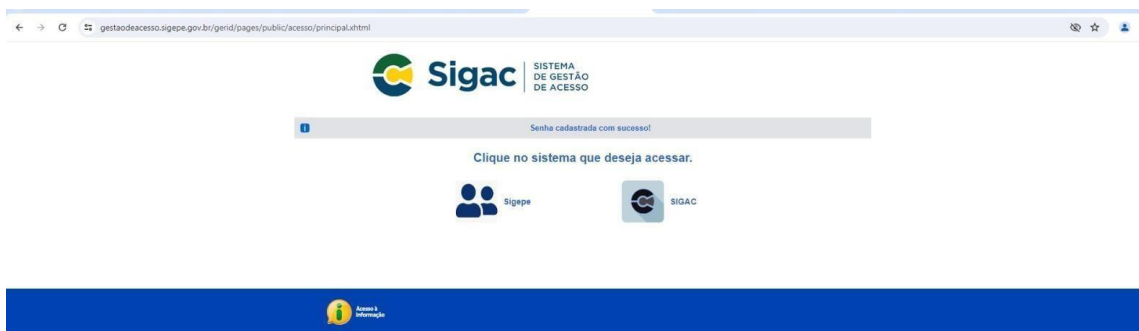 gestaodeacesso.sigepe.gov.br/gerid/pages/public/acesso/principal.xhtml
Sigac
SISTEMA
DE GESTÃO
DE ACESSO
Senha cadastrada com sucesso!
Clique no sistema que deseja acessar.
Sigepe
SIGAC
Acesso à
Informação